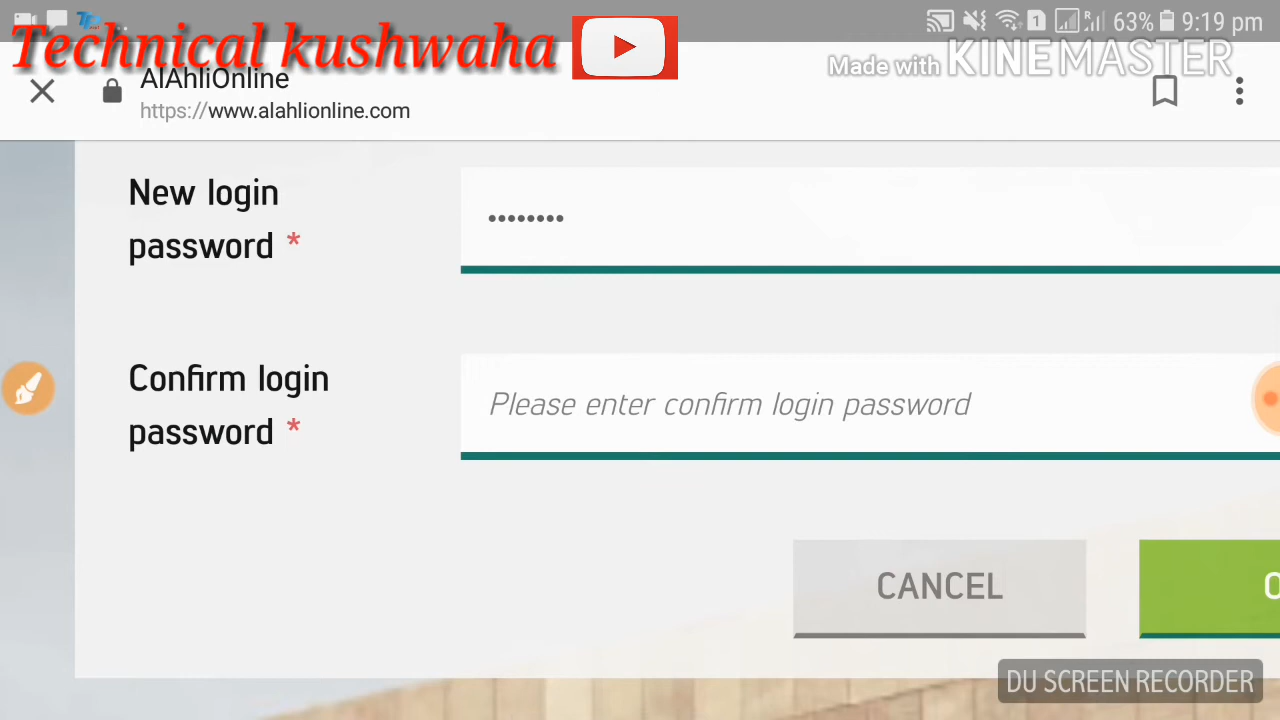 Technical kushwaha
1 63% 9:19 pm
Made with KINEMASTER
AlAhliOnline
https://www.alahlionline.com
New login
password *
••••••••
Confirm login
password *
Please enter confirm login password
CANCEL
O
DU SCREEN RECORDER